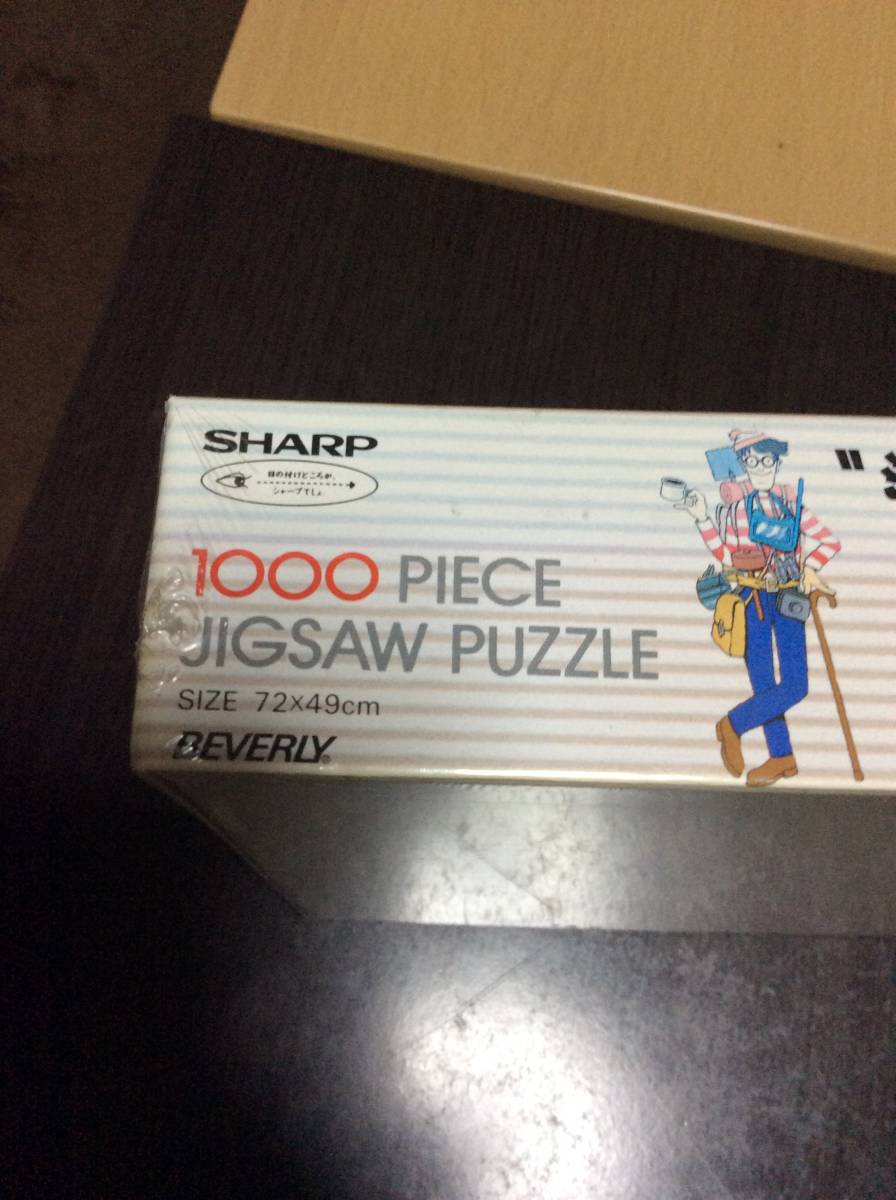 SHARP
目の付けどころが、
シャープでしょ。
1000 PIECE
JIGSAW PUZZLE
SIZE 72×49cm
BEVERLY.
"